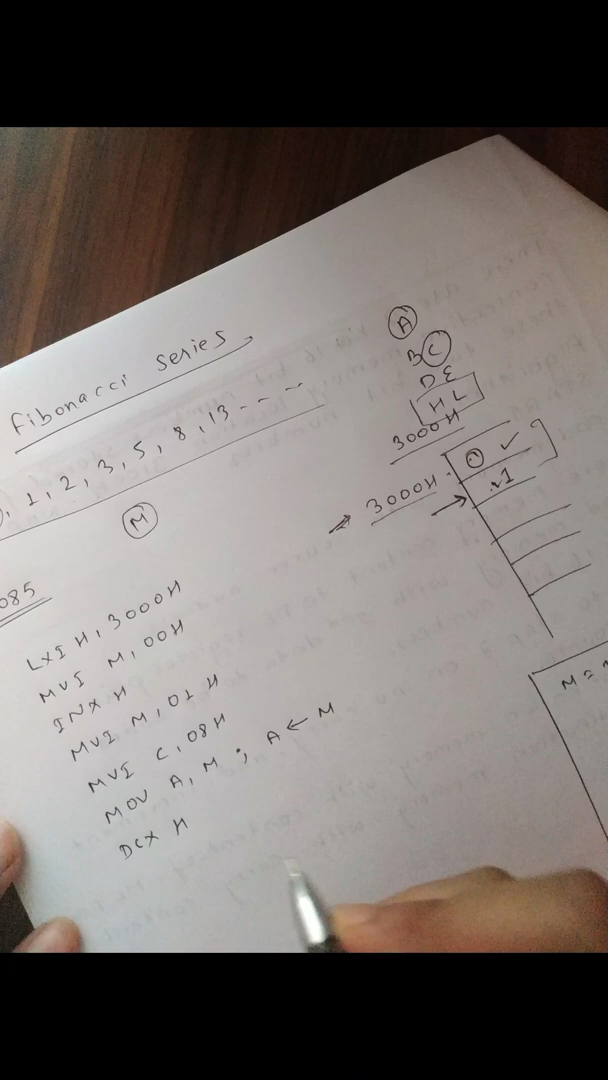 Fibonacci series
, 1, 2, 3, 5, 8, 13 - - -
M
A
B C
D E
H L
3000H
3000H
0 ✓
1
085
LXI H, 3000H
MVI M, 00H
INX H
MVI M, 01 H
MVI C, 08H
MOV A, M ; A ← M
DCX H
M =